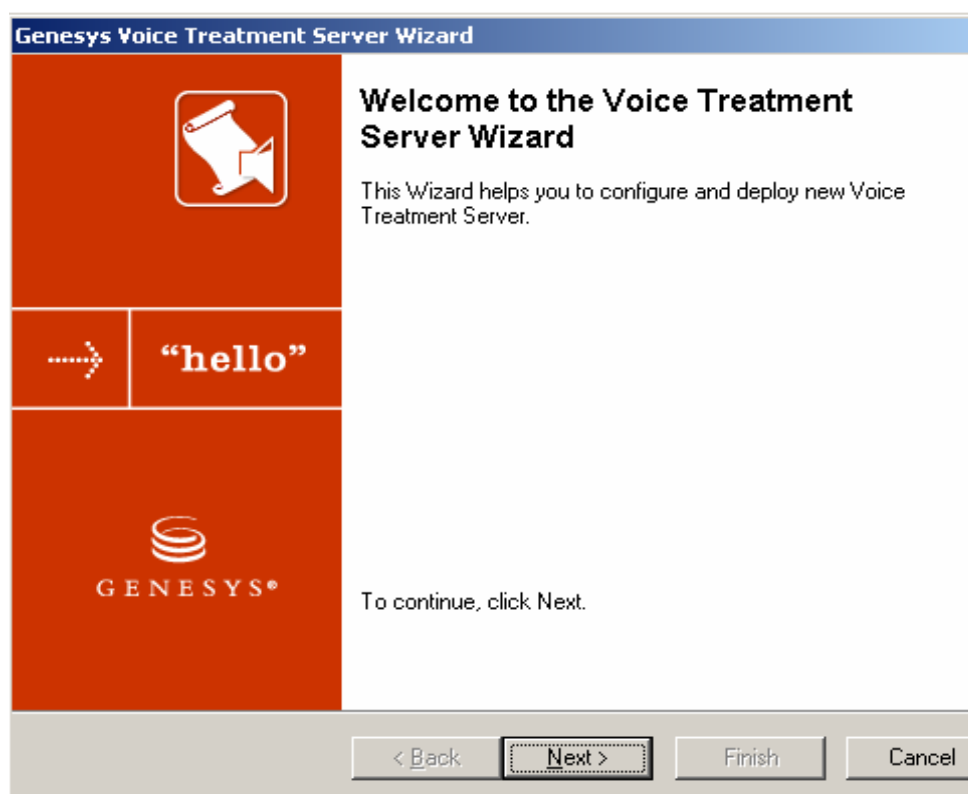 Genesys Voice Treatment Server Wizard
Welcome to the Voice Treatment
Server Wizard
This Wizard helps you to configure and deploy new Voice
Treatment Server.
“hello”
GENESYS®
To continue, click Next.
< Back
Next >
Finish
Cancel